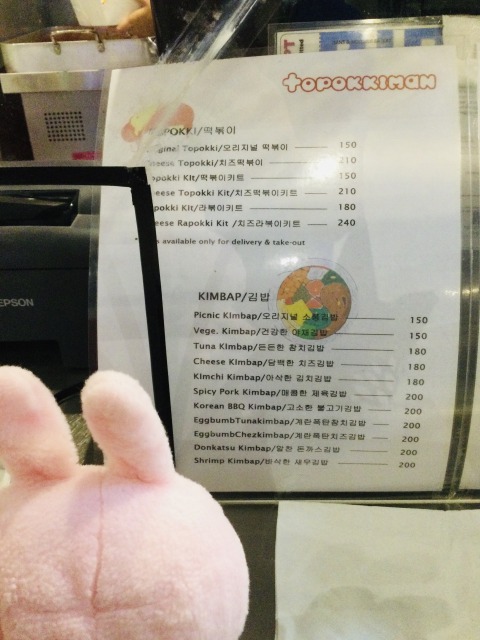 TOPOKKIMAN
TOPOKKI/떡볶이
Original Topokki/오리지널 떡볶이 150
Cheese Topokki/치즈떡볶이 210
Topokki Kit/떡볶이키트 150
Cheese Topokki Kit/치즈떡볶이키트 210
Rapokki Kit/라볶이키트 180
Cheese Rapokki Kit /치즈라볶이키트 240
available only for delivery & take-out
KIMBAP/김밥
Picnic Kimbap/오리지널 소풍김밥 150
Vege. Kimbap/건강한 야채김밥 150
Tuna Kimbap/든든한 참치김밥 180
Cheese Kimbap/담백한 치즈김밥 180
Kimchi Kimbap/아삭한 김치김밥 180
Spicy Pork Kimbap/매콤한 제육김밥 200
Korean BBQ Kimbap/고소한 불고기김밥 200
EggbumbTunakimbap/계란폭탄참치김밥 200
EggbumbChezkimbap/계란폭탄치즈김밥 200
Donkatsu Kimbap/알찬 돈까스김밥 200
Shrimp Kimbap/바삭한 새우김밥 200
EPSON